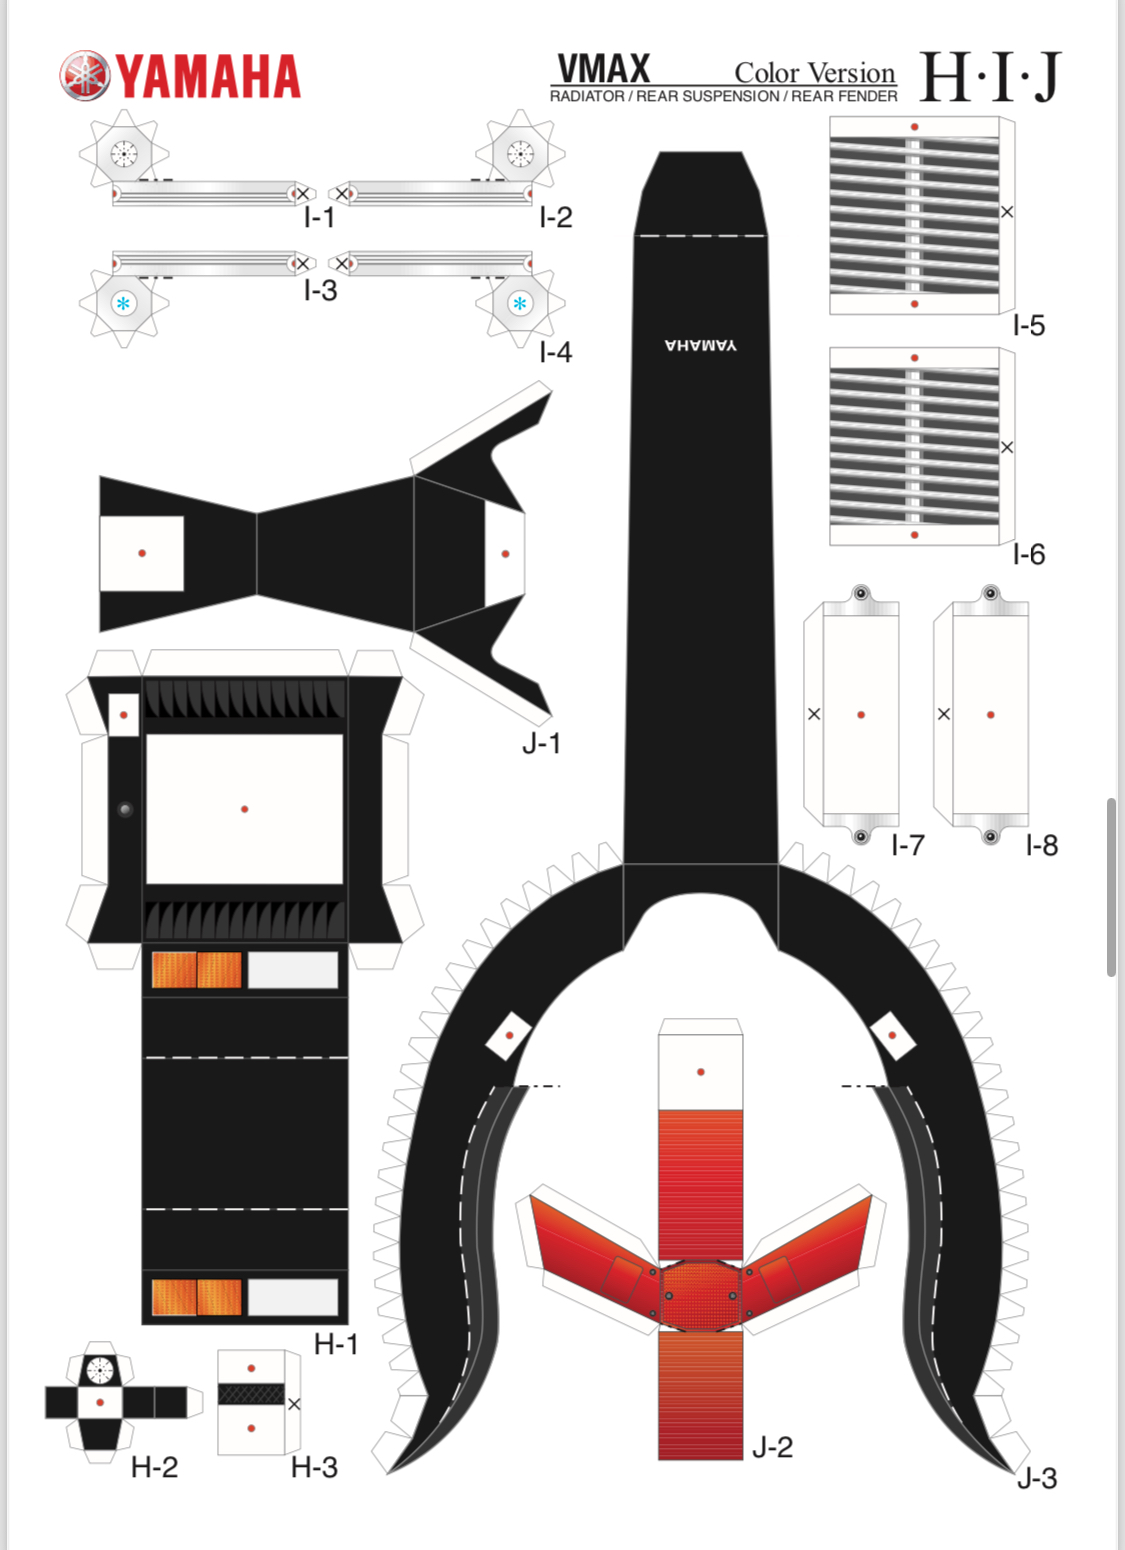 YAMAHA
VMAX Color Version
RADIATOR / REAR SUSPENSION / REAR FENDER
H·I·J
I-1
I-2
I-3
I-4
I-5
YAMAHA
I-6
J-1
I-7
I-8
H-1
J-2
H-2
H-3
J-3